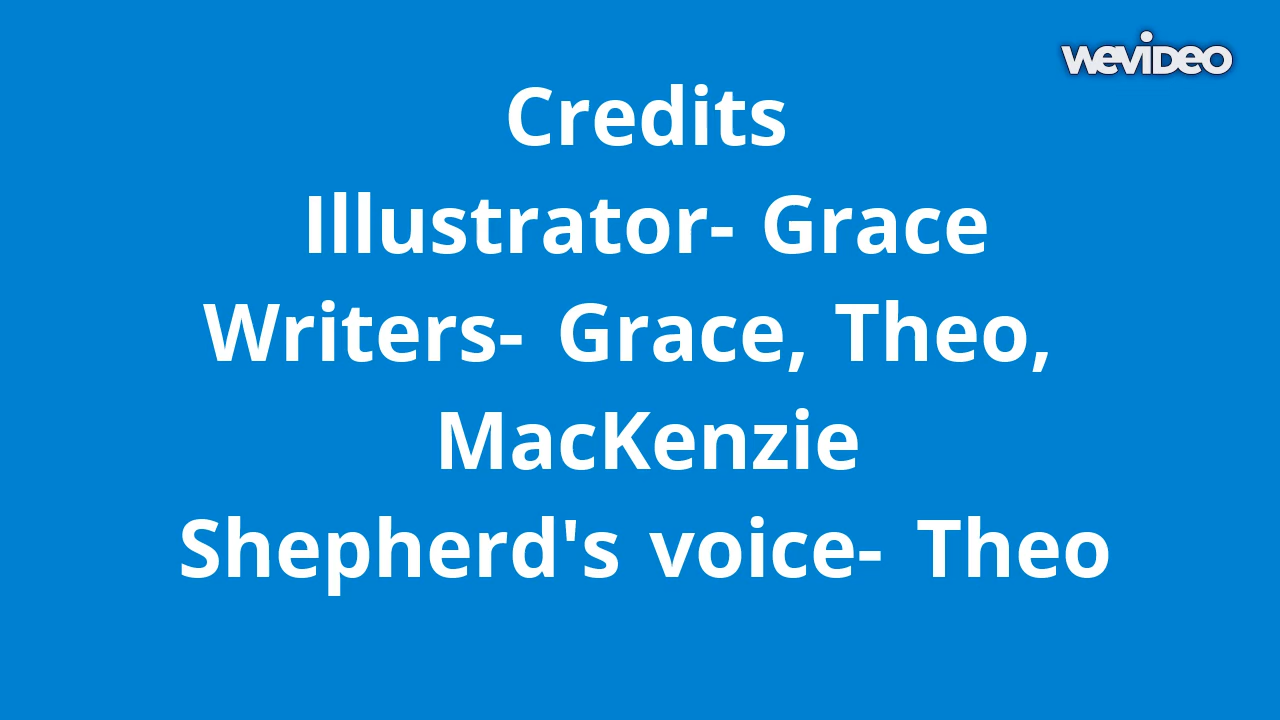 wevideo
Credits
Illustrator- Grace
Writers- Grace, Theo,
MacKenzie
Shepherd's voice- Theo